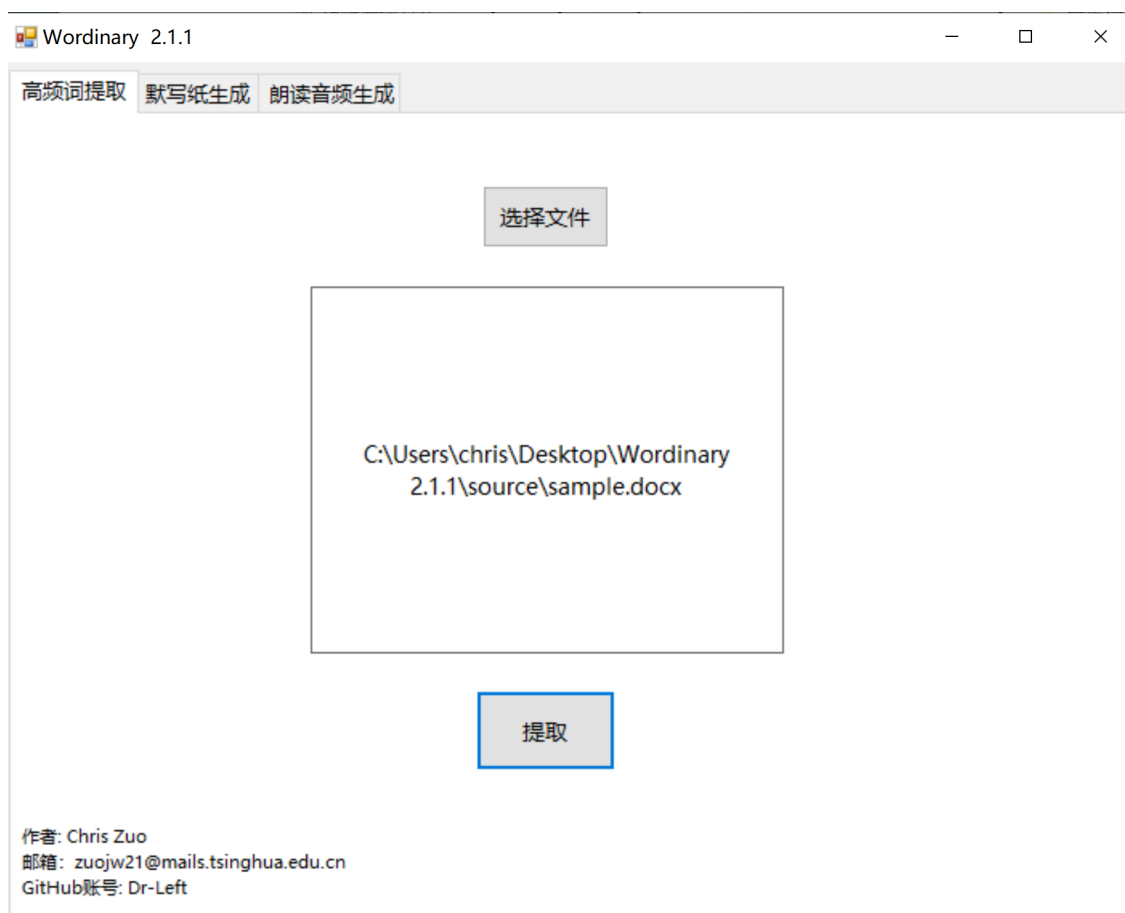 Wordinary 2.1.1
高频词提取 默写纸生成 朗读音频生成
选择文件
C:\Users\chris\Desktop\Wordinary
2.1.1\source\sample.docx
提取
作者: Chris Zuo
邮箱：zuojw21@mails.tsinghua.edu.cn
GitHub账号: Dr-Left